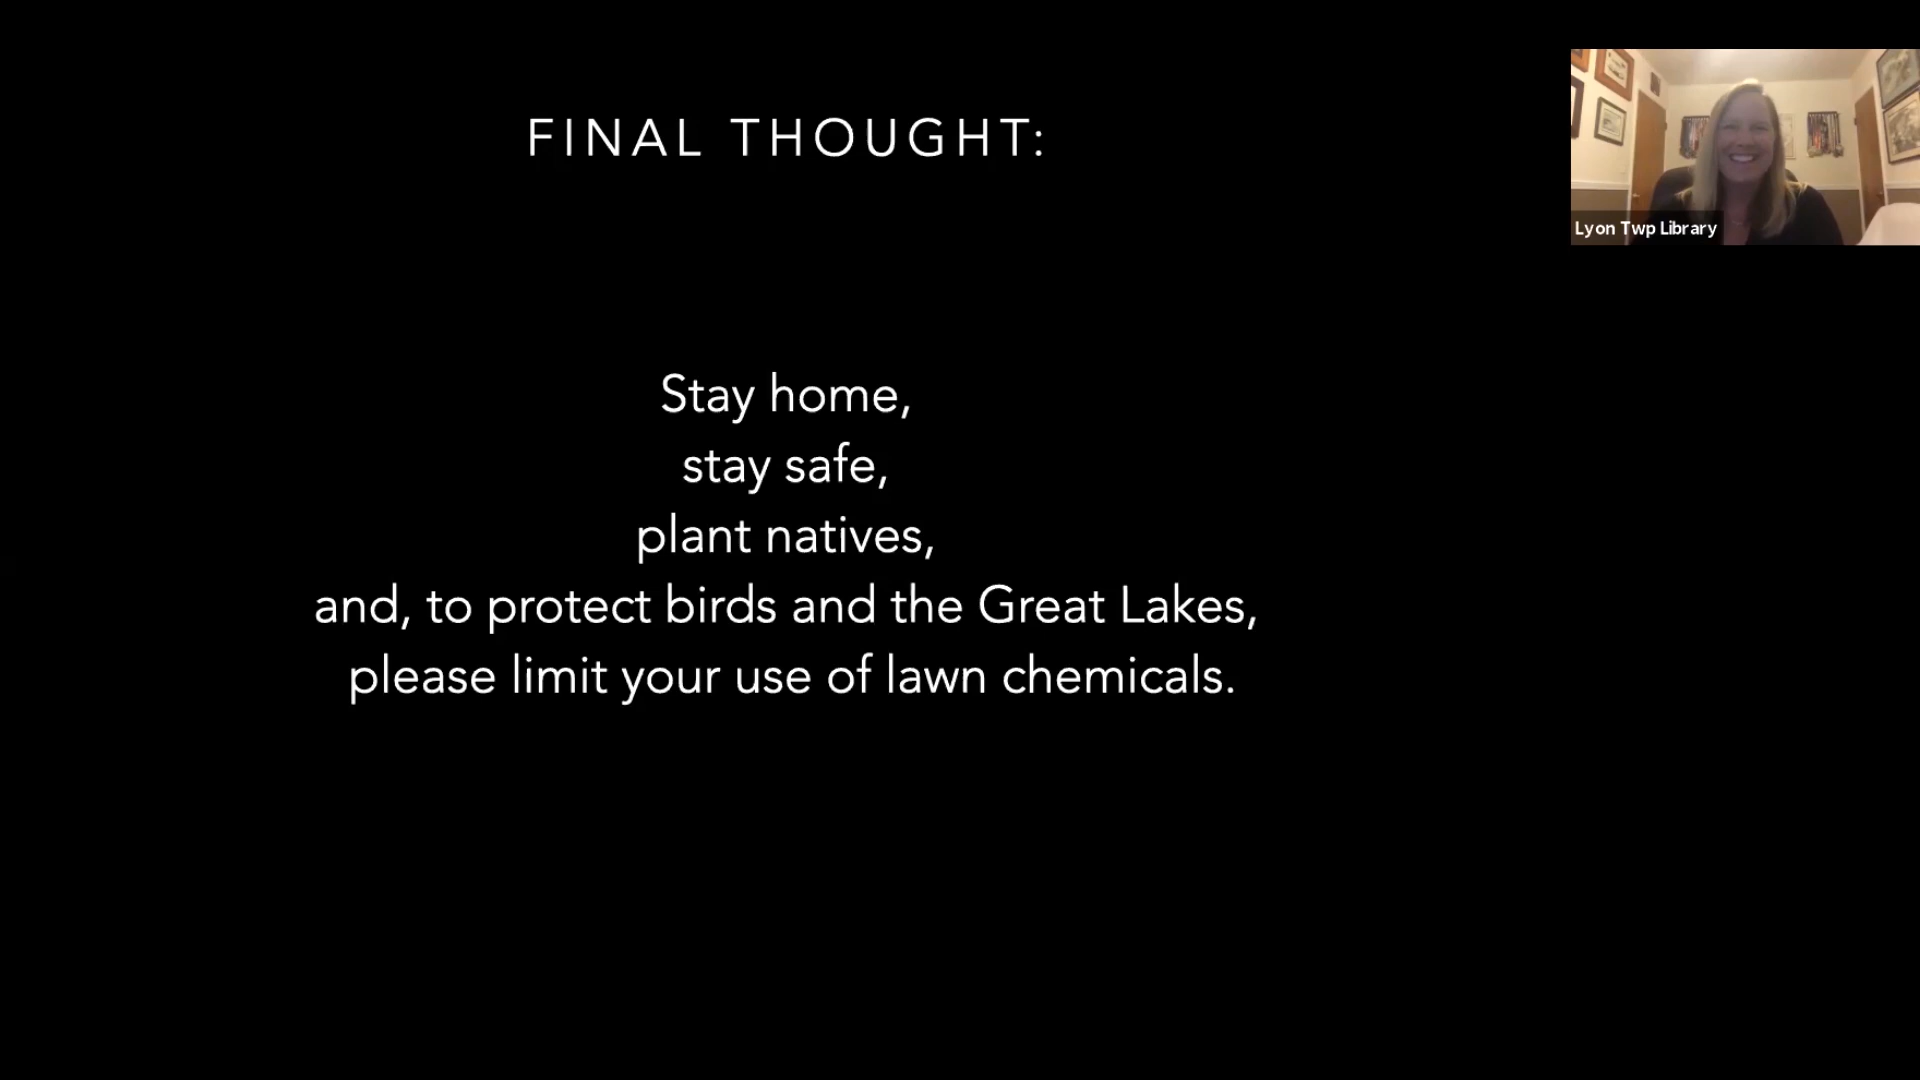 FINAL THOUGHT:
Lyon Twp Library
Stay home,
stay safe,
plant natives,
and, to protect birds and the Great Lakes,
please limit your use of lawn chemicals.